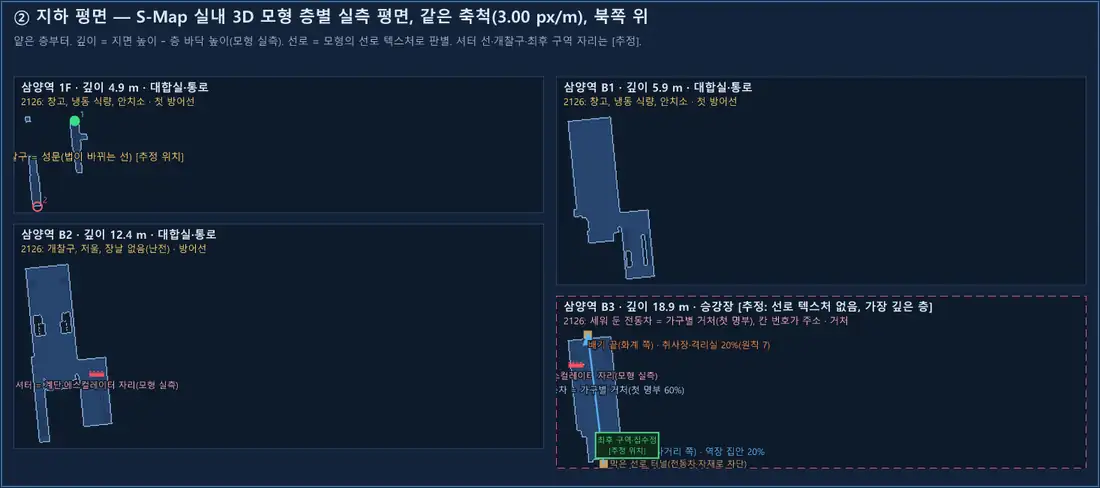 ② 지하 평면 — S-Map 실내 3D 모형 층별 실측 평면, 같은 축척(3.00 px/m), 북쪽 위
얕은 층부터. 깊이 = 지면 높이 – 층 바닥 높이(모형 실측). 선로 = 모형의 선로 텍스처로 판별. 셔터 선·개찰구·최후 구역 자리는 [추정].
삼양역 1F · 깊이 4.9 m · 대합실·통로
2126: 창고, 냉동 식량, 안치소 · 첫 방어선
1
찰구 = 성문(법이 바뀌는 선) [추정 위치]
2
삼양역 B1 · 깊이 5.9 m · 대합실·통로
2126: 창고, 냉동 식량, 안치소 · 첫 방어선
삼양역 B2 · 깊이 12.4 m · 대합실·통로
2126: 개찰구, 저울, 장날 없음(난전) · 방어선
셔터 = 계단·에스컬레이터 자리(모형 실측)
삼양역 B3 · 깊이 18.9 m · 승강장 [추정: 선로 텍스처 없음, 가장 깊은 층]
2126: 세워 둔 전동차 = 가구별 거처(첫 명부), 칸 번호가 주소 · 거처
배기 끝(화계 쪽) · 취사장·격리실 20%(원칙 7)
스컬레이터 자리(모형 실측)
차 = 가구별 거처(첫 명부 60%)
최후 구역·집수정
[추정 위치]
사거리 쪽) · 역장 집안 20%
막은 선로 터널(전동차·자재로 차단)